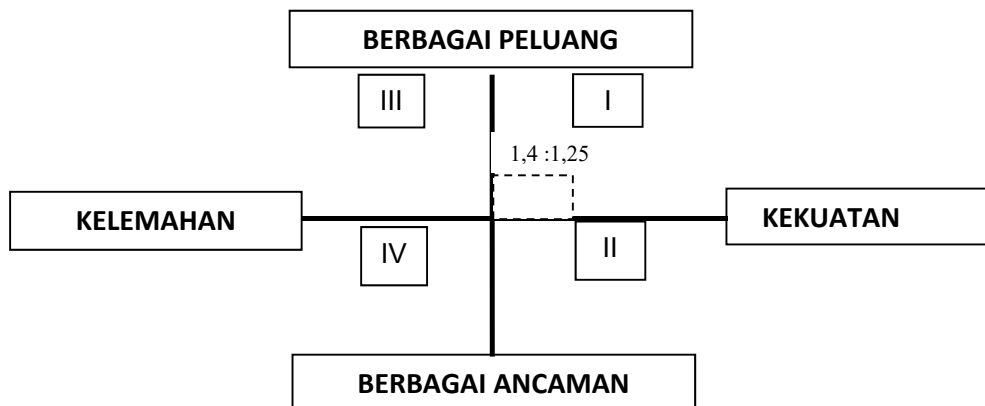 BERBAGAI PELUANG
III
I
1,4 :1,25
KELEMAHAN
KEKUATAN
IV
II
BERBAGAI ANCAMAN